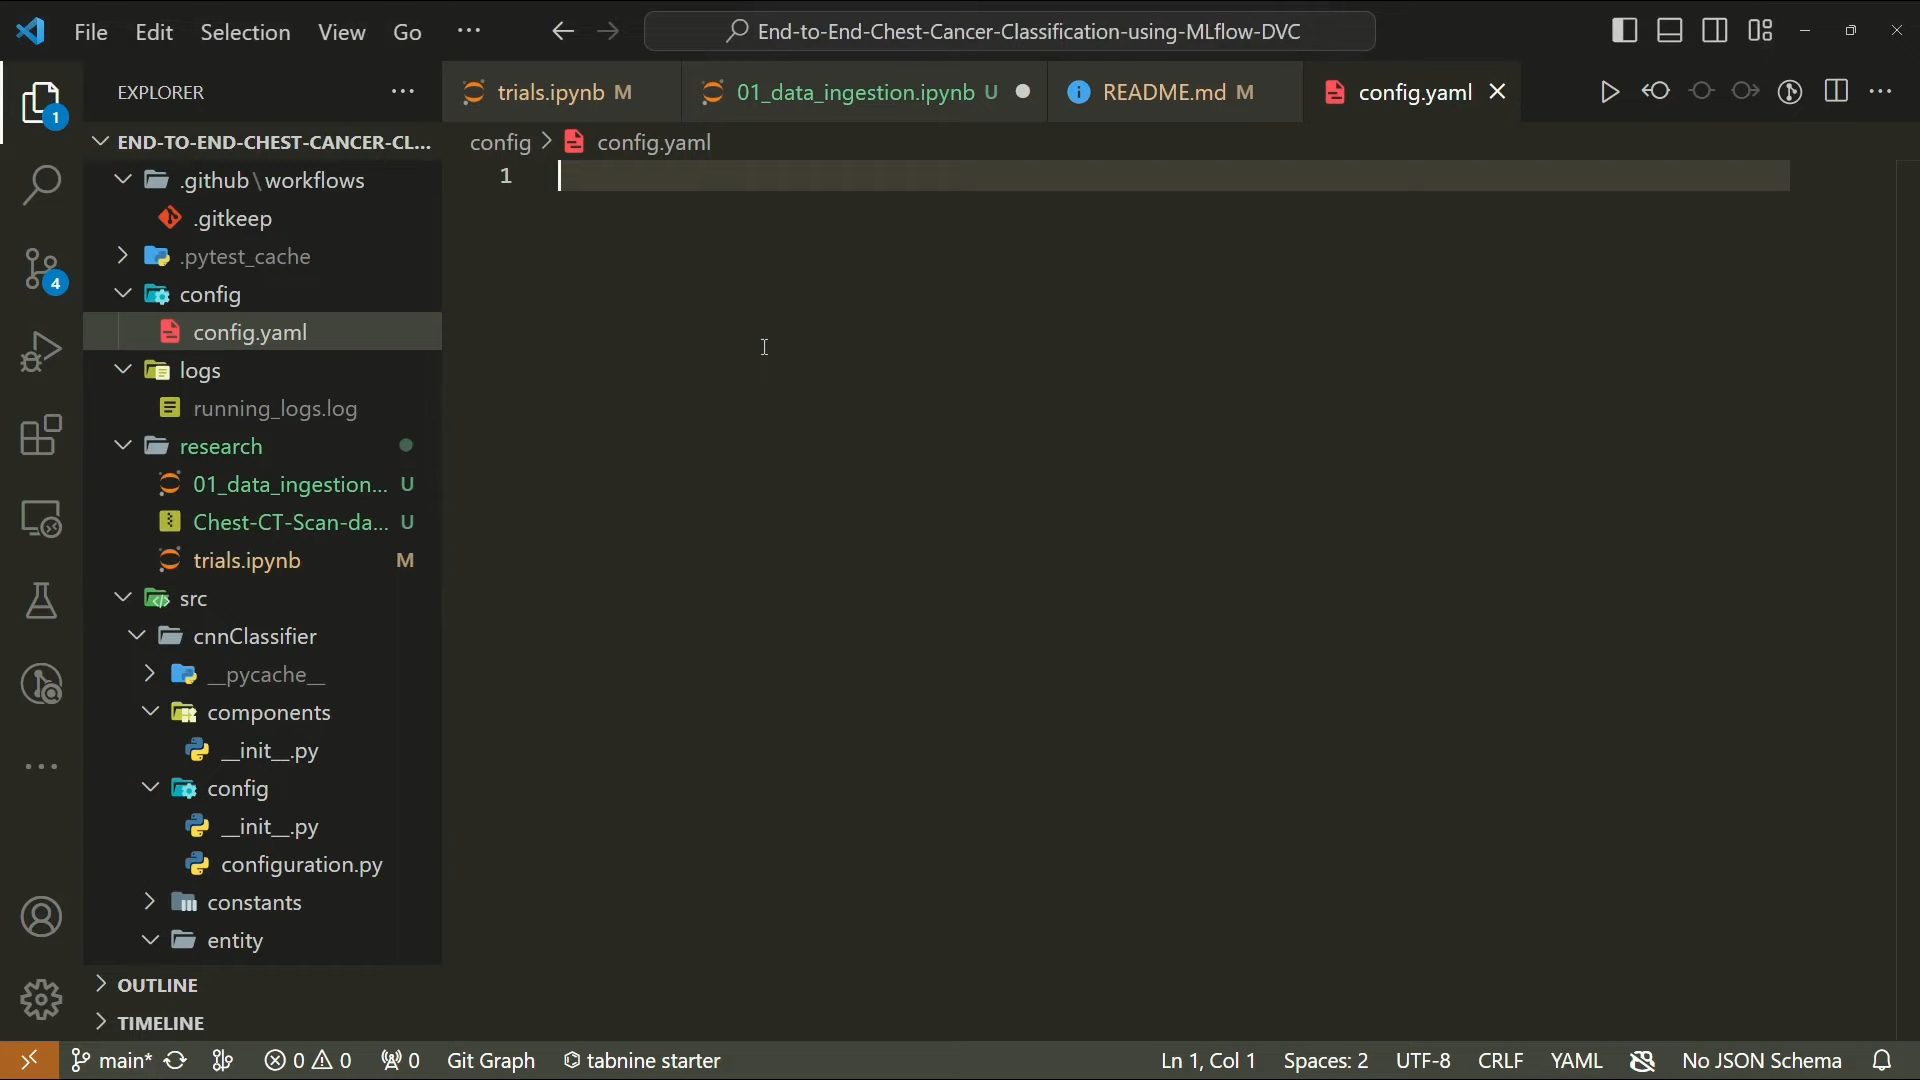 File Edit Selection View Go ··· End-to-End-Chest-Cancer-Classification-using-MLflow-DVC
EXPLORER ···
trials.ipynb M 01_data_ingestion.ipynb U README.md M config.yaml
1
END-TO-END-CHEST-CANCER-CL...
config > config.yaml
1
.github\workflows
.gitkeep
.pytest_cache
4
config
config.yaml
logs
running_logs.log
research
01_data_ingestion... U
Chest-CT-Scan-da... U
trials.ipynb M
src
cnnClassifier
__pycache__
components
__init__.py
config
__init__.py
configuration.py
constants
entity
OUTLINE
TIMELINE
main* 0 0 0 Git Graph tabnine starter Ln 1, Col 1 Spaces: 2 UTF-8 CRLF YAML No JSON Schema